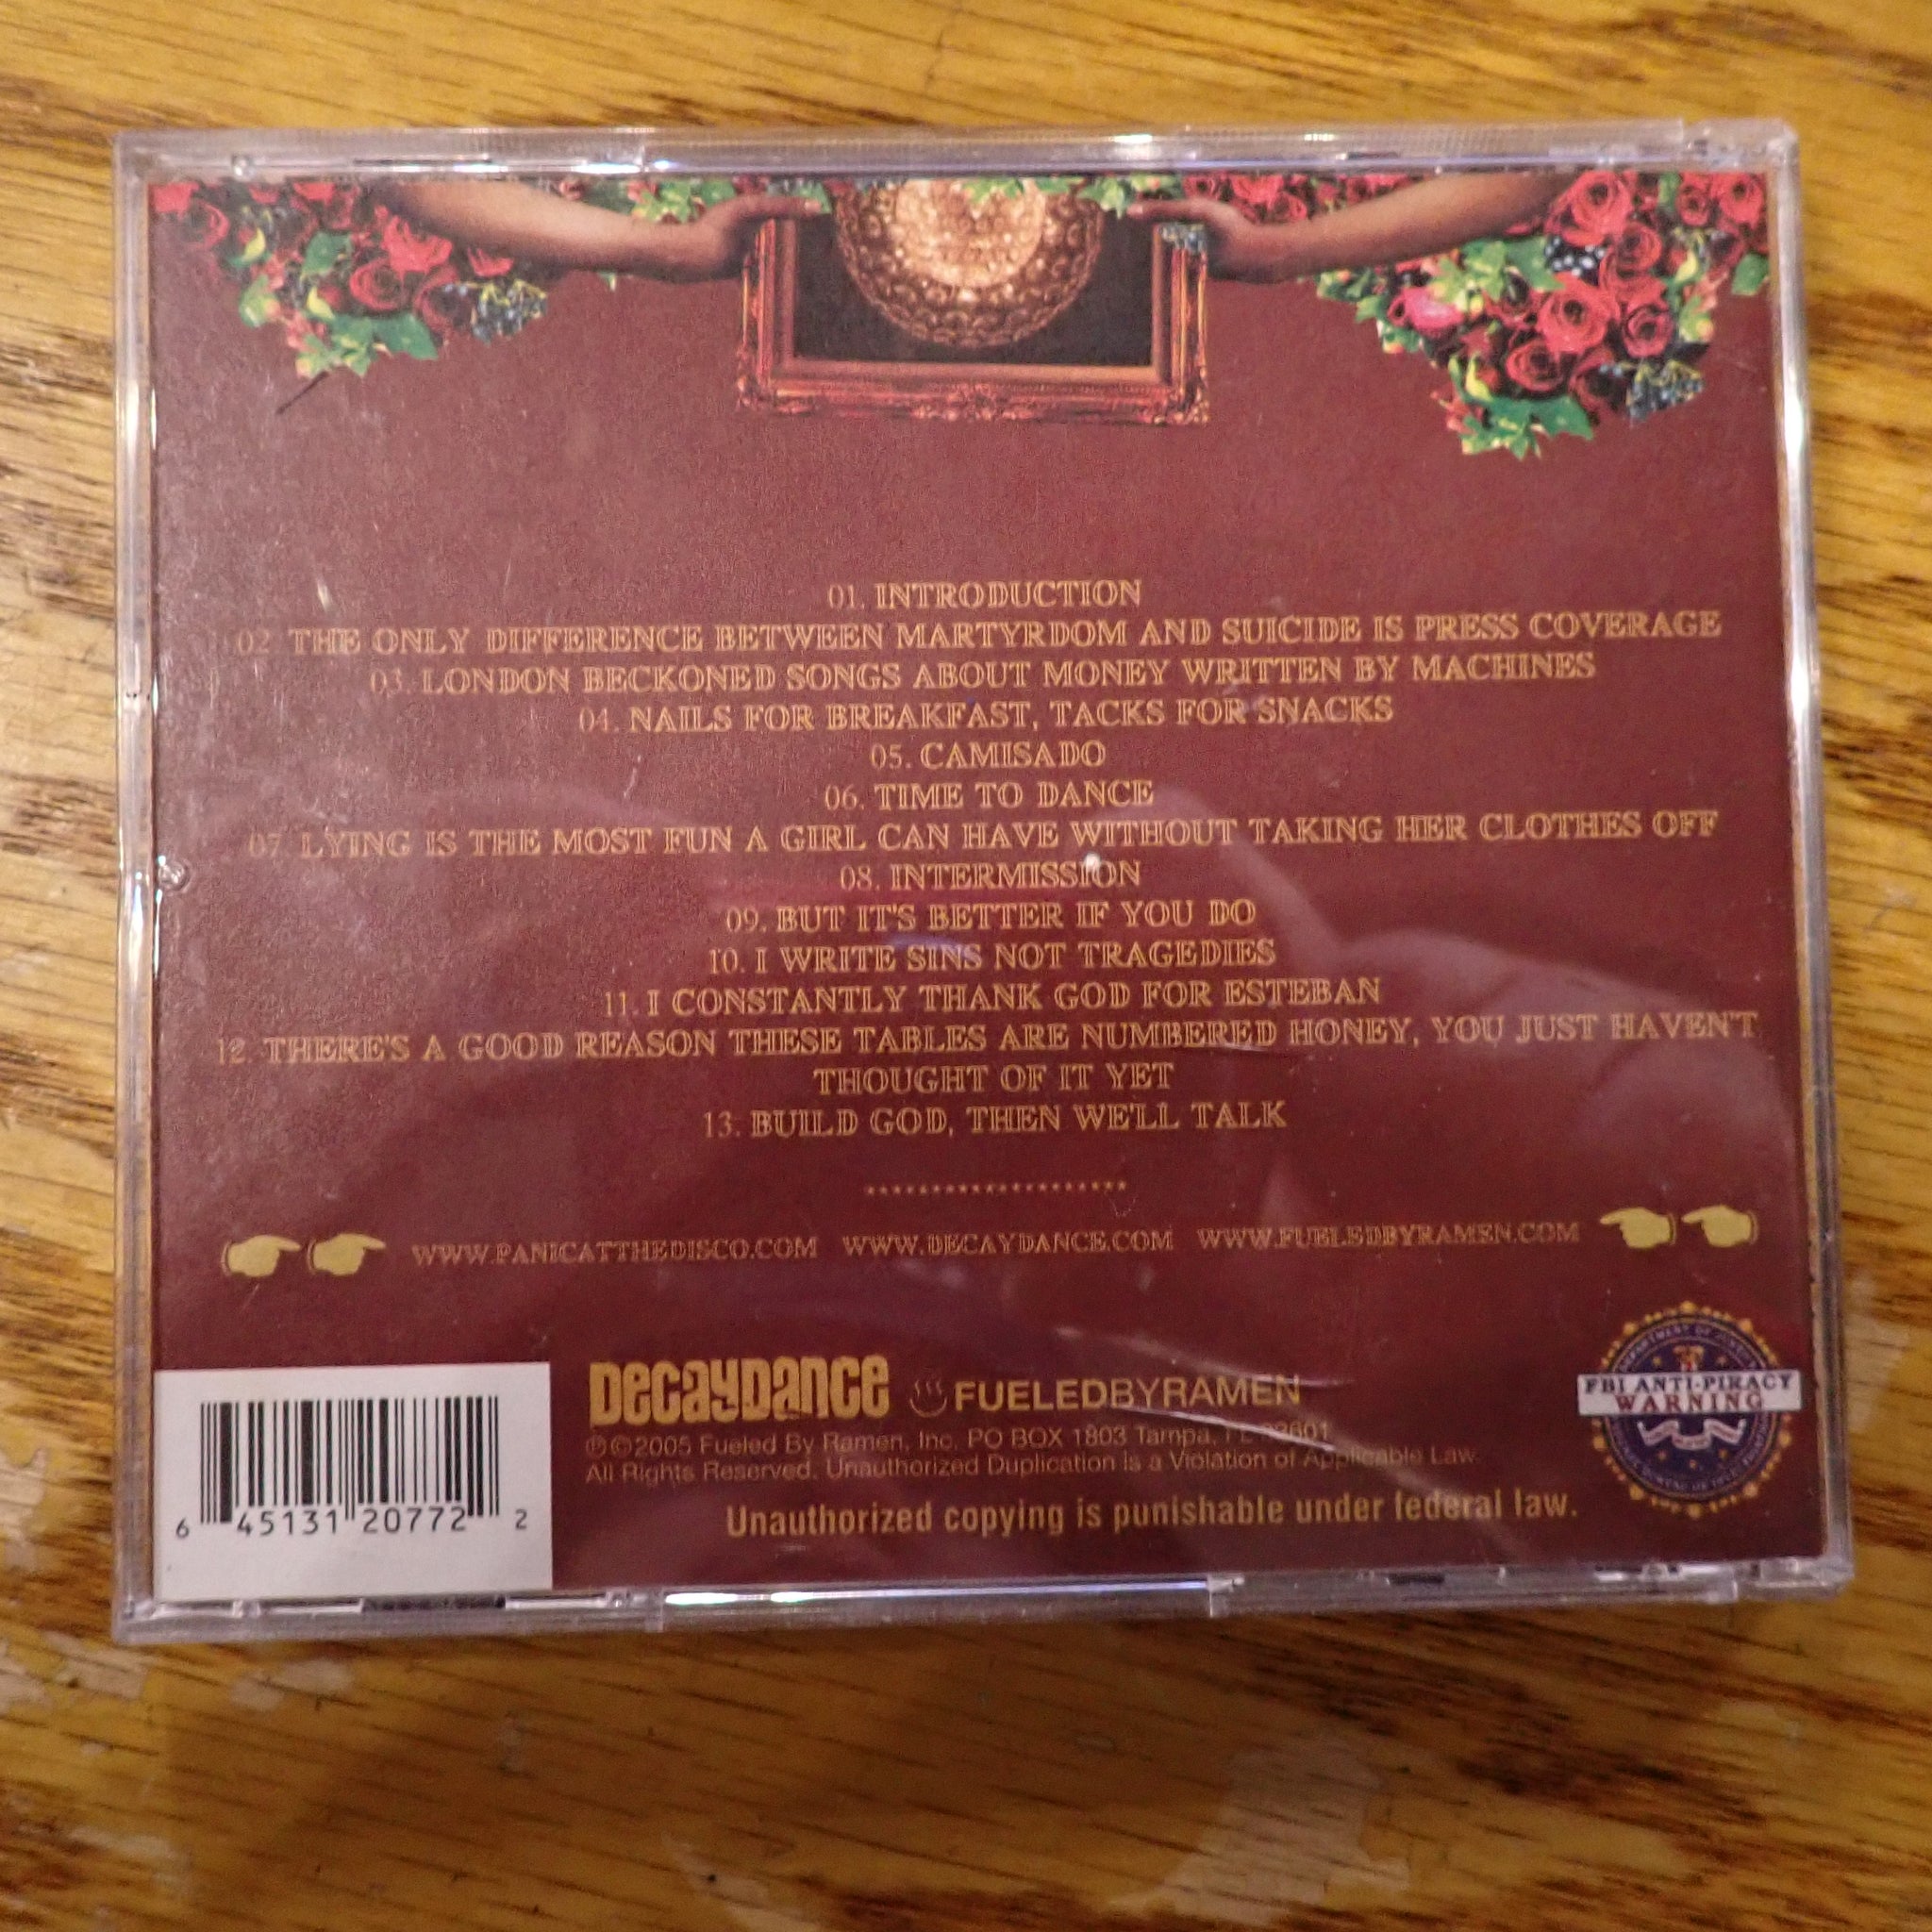 01. INTRODUCTION
02. THE ONLY DIFFERENCE BETWEEN MARTYRDOM AND SUICIDE IS PRESS COVERAGE
03. LONDON BECKONED SONGS ABOUT MONEY WRITTEN BY MACHINES
04. NAILS FOR BREAKFAST, TACKS FOR SNACKS
05. CAMISADO
06. TIME TO DANCE
07. LYING IS THE MOST FUN A GIRL CAN HAVE WITHOUT TAKING HER CLOTHES OFF
08. INTERMISSION
09. BUT IT'S BETTER IF YOU DO
10. I WRITE SINS NOT TRAGEDIES
11. I CONSTANTLY THANK GOD FOR ESTEBAN
12. THERE'S A GOOD REASON THESE TABLES ARE NUMBERED HONEY, YOU JUST HAVEN'T
THOUGHT OF IT YET
13. BUILD GOD, THEN WE'LL TALK
WWW.PANICATTHEDISCO.COM WWW.DECAYDANCE.COM WWW.FUELEDBYRAMEN.COM
DECAYDANCE FUELEDBYRAMEN
℗©2005 Fueled By Ramen, Inc. PO BOX 1803 Tampa, FL 33601
All Rights Reserved. Unauthorized Duplication is a Violation of Applicable Law
Unauthorized copying is punishable under federal law.
FBI ANTI-PIRACY
WARNING
6 45131 20772 2